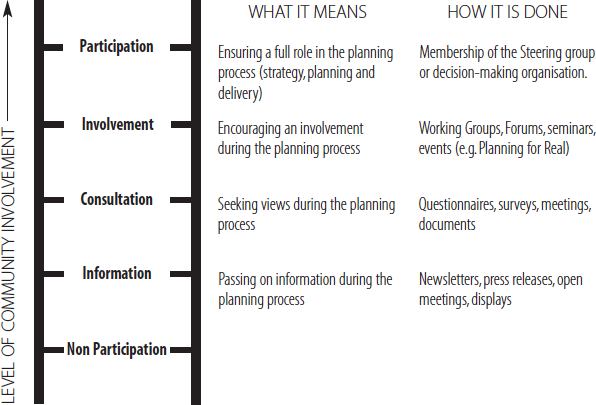 WHAT IT MEANS
HOW IT IS DONE
Participation
Ensuring a full role in the planning
process (strategy, planning and
delivery)
Membership of the Steering group
or decision-making organisation.
Involvement
Encouraging an involvement
during the planning process
Working Groups, Forums, seminars,
events (e.g. Planning for Real)
Consultation
Seeking views during the planning
process
Questionnaires, surveys, meetings,
documents
Information
Passing on information during the
planning process
Newsletters, press releases, open
meetings, displays
Non Participation
LEVEL OF COMMUNITY INVOLVEMENT